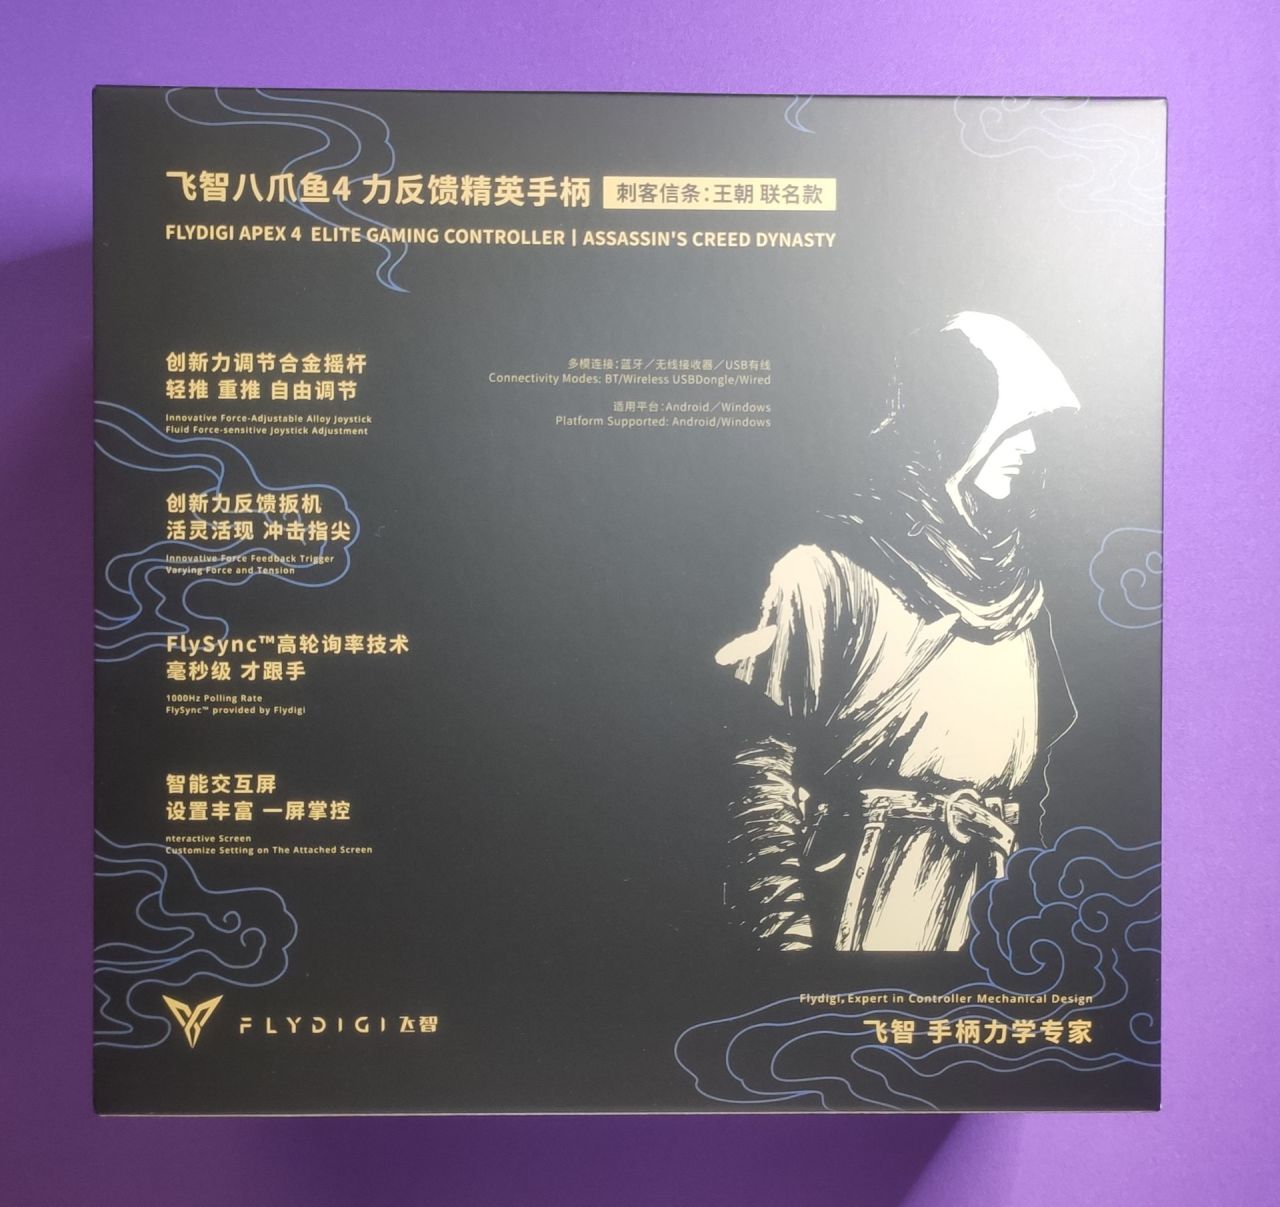 飞智八爪鱼4 力反馈精英手柄 刺客信条:王朝 联名款
FLYDIGI APEX 4 ELITE GAMING CONTROLLER | ASSASSIN'S CREED DYNASTY
创新力调节合金摇杆
轻推 重推 自由调节
Innovative Force-Adjustable Alloy Joystick
Fluid Force-sensitive Joystick Adjustment
多模连接:蓝牙／无线接收器／USB有线
Connectivity Modes: BT/Wireless USBDongle/Wired
适用平台:Android／Windows
Platform Supported: Android/Windows
创新力反馈扳机
活灵活现 冲击指尖
Innovative Force Feedback Trigger
Varying Force and Tension
FlySync™高轮询率技术
毫秒级 才跟手
1000Hz Polling Rate
FlySync™ provided by Flydigi
智能交互屏
设置丰富 一屏掌控
nteractive Screen
Customize Setting on The Attached Screen
FLYDIGI 飞智
Flydigi, Expert in Controller Mechanical Design
飞智 手柄力学专家